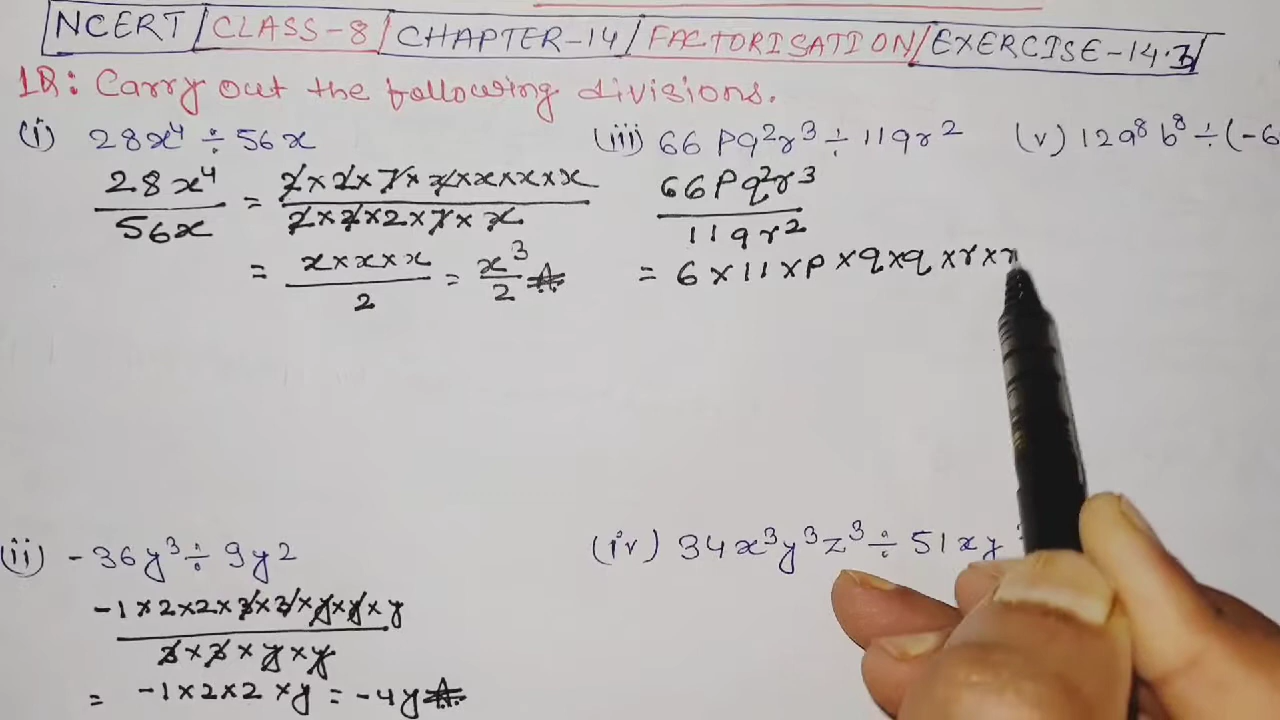 NCERT/CLASS-8/CHAPTER-14/FACTORISATION/EXERCISE-14.3/
1Q: Carry out the following divisions.
(i) 28x⁴ ÷ 56x
28x⁴/56x = 2×2×7×x×x×x×x/2×2×2×7×x
= x×x×x/2 = x³/2
(ii) -36y³ ÷ 9y²
-1×2×2×3×3×y×y×y/3×3×y×y
= -1×2×2×y = -4y
(iii) 66pq²r³ ÷ 11qr²
66pq²r³/11qr²
= 6×11×p×q×q×r×r
(iv) 34x³y³z³ ÷ 51xy
(v) 12a⁸b⁸ ÷ (-6